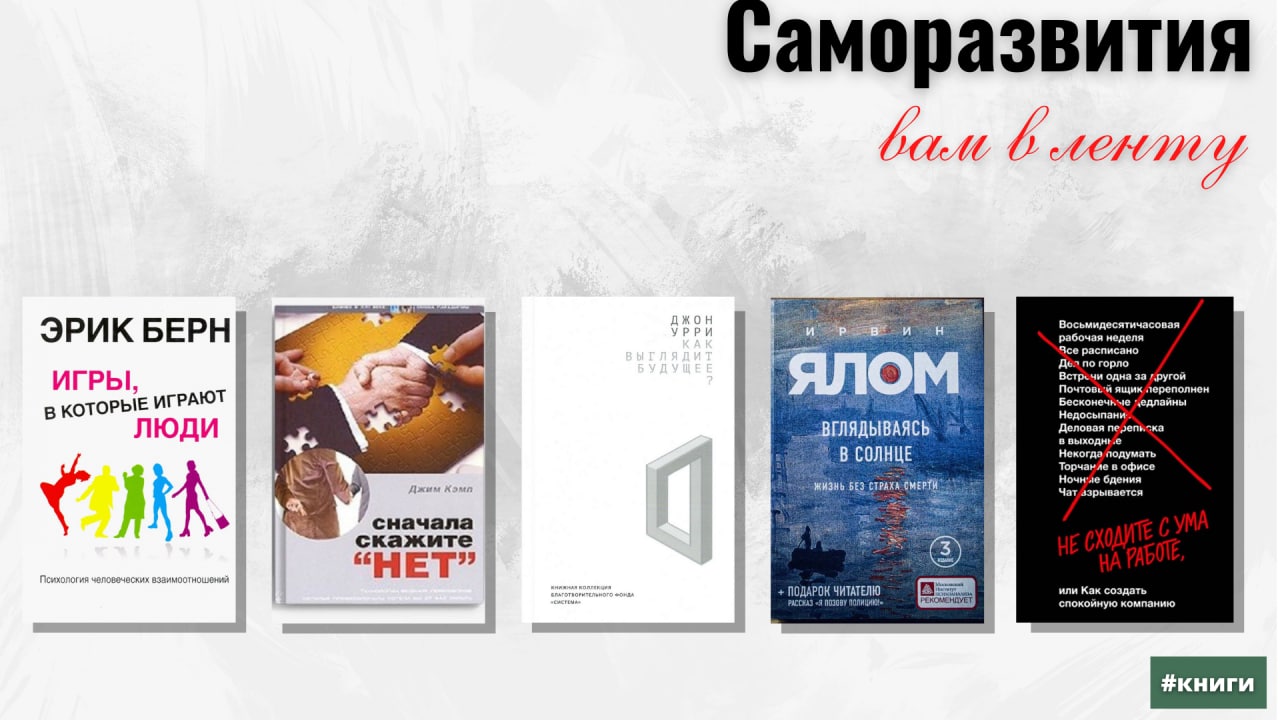 Саморазвития
вам в ленту
ЭРИК БЕРН
ИГРЫ,
В КОТОРЫЕ ИГРАЮТ
ЛЮДИ
Психология человеческих взаимоотношений
Джим Кэмп
сначала
скажите
“НЕТ”
ДЖОН
УРРИ
КАК
ВЫГЛЯДИТ
БУДУЩЕЕ
?
КНИЖНАЯ КОЛЛЕКЦИЯ
БЛАГОТВОРИТЕЛЬНОГО ФОНДА
«СИСТЕМА»
ИРВИН
ЯЛОМ
ВГЛЯДЫВАЯСЬ
В СОЛНЦЕ
ЖИЗНЬ БЕЗ СТРАХА СМЕРТИ
3
ИЗДАНИЕ
+ ПОДАРОК ЧИТАТЕЛЮ
РАССКАЗ «Я ПОЗОВУ ПОЛИЦИЮ!»
Московский
Институт
Психоанализа
РЕКОМЕНДУЕТ
Восьмидесятичасовая
рабочая неделя
Все расписано
Дел по горло
Встречи одна за другой
Почтовый ящик переполнен
Бесконечные дедлайны
Недосыпание
Деловая переписка
в выходные
Некогда подумать
Торчание в офисе
Ночные бдения
Чат взрывается
НЕ СХОДИТЕ С УМА
НА РАБОТЕ,
или Как создать
спокойную компанию
#книги